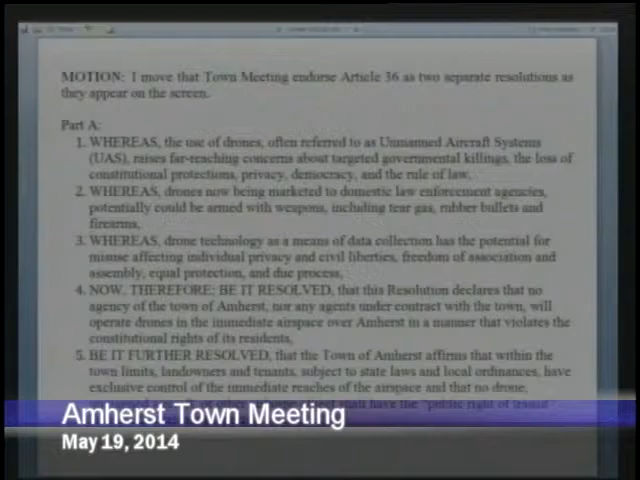 MOTION: I move that Town Meeting endorse Article 36 as two separate resolutions as
they appear on the screen.
Part A:
1. WHEREAS, the use of drones, often referred to as Unmanned Aircraft Systems
(UAS), raises far-reaching concerns about targeted governmental killings, the loss of
constitutional protections, privacy, democracy, and the rule of law,
2. WHEREAS, drones now being marketed to domestic law enforcement agencies,
potentially could be armed with weapons, including tear gas, rubber bullets and
firearms,
3. WHEREAS, drone technology as a means of data collection has the potential for
misuse affecting individual privacy and civil liberties, freedom of association and
assembly, equal protection, and due process,
4. NOW, THEREFORE; BE IT RESOLVED, that this Resolution declares that no
agency of the town of Amherst, nor any agents under contract with the town, will
operate drones in the immediate airspace over Amherst in a manner that violates the
constitutional rights of its residents,
5. BE IT FURTHER RESOLVED, that the Town of Amherst affirms that within the
town limits, landowners and tenants, subject to state laws and local ordinances, have
exclusive control of the immediate reaches of the airspace and that no drone,
shall have the "public right of transit"
Amherst Town Meeting
May 19, 2014